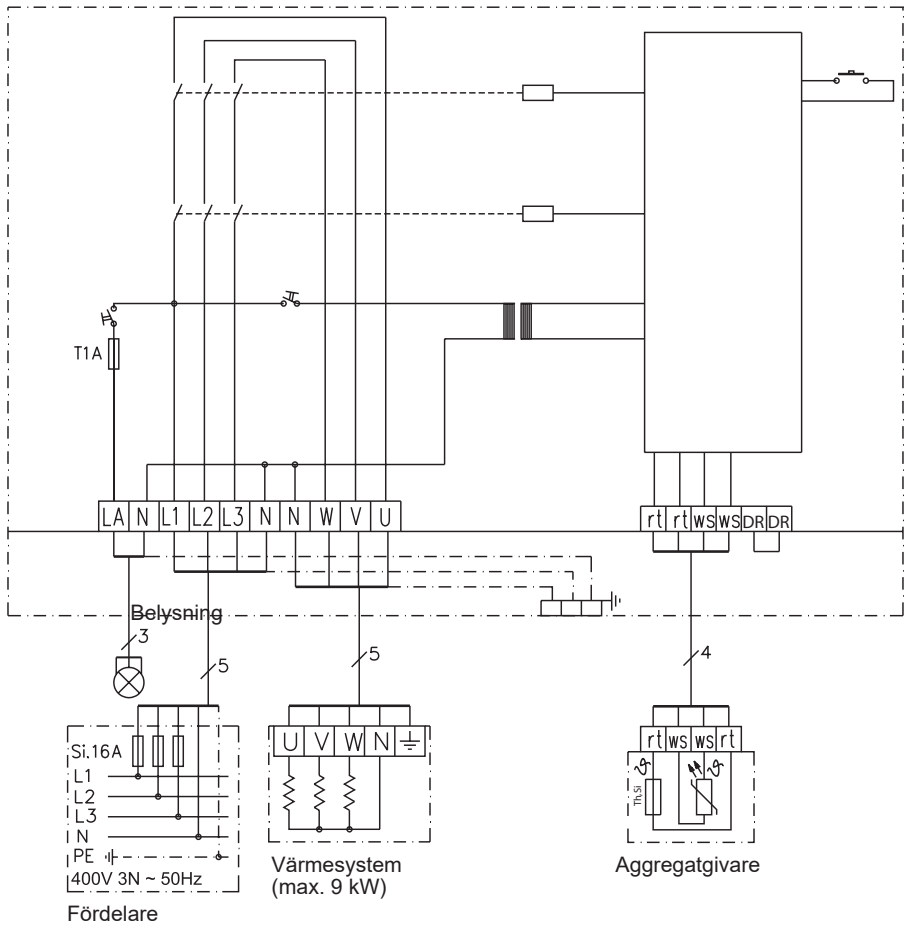 T1A
LA N L1 L2 L3 N N W V U
rt rt ws ws DR DR
Belysning
3
5
5
4
Si.16A
L1
L2
L3
N
PE
400V 3N ~ 50Hz
Fördelare
U V W N
Värmesystem
(max. 9 kW)
rt ws ws rt
Th.Si
ϑ
ϑ
Aggregatgivare